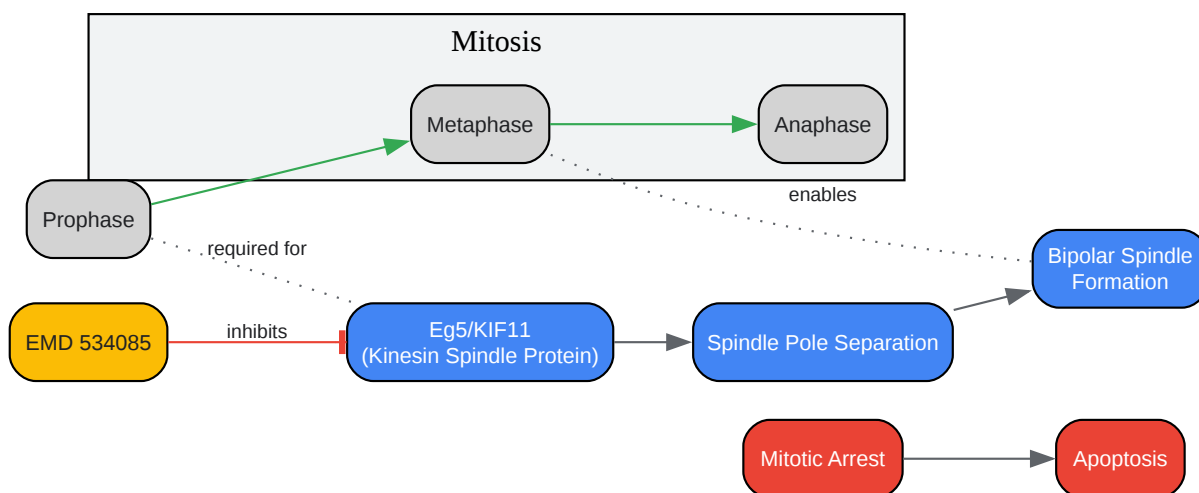 Mitosis
Metaphase
Anaphase
enables
Prophase
required for
Bipolar Spindle
Formation
EMD 534085
inhibits
Eg5/KIF11
(Kinesin Spindle Protein)
Spindle Pole Separation
Mitotic Arrest
Apoptosis